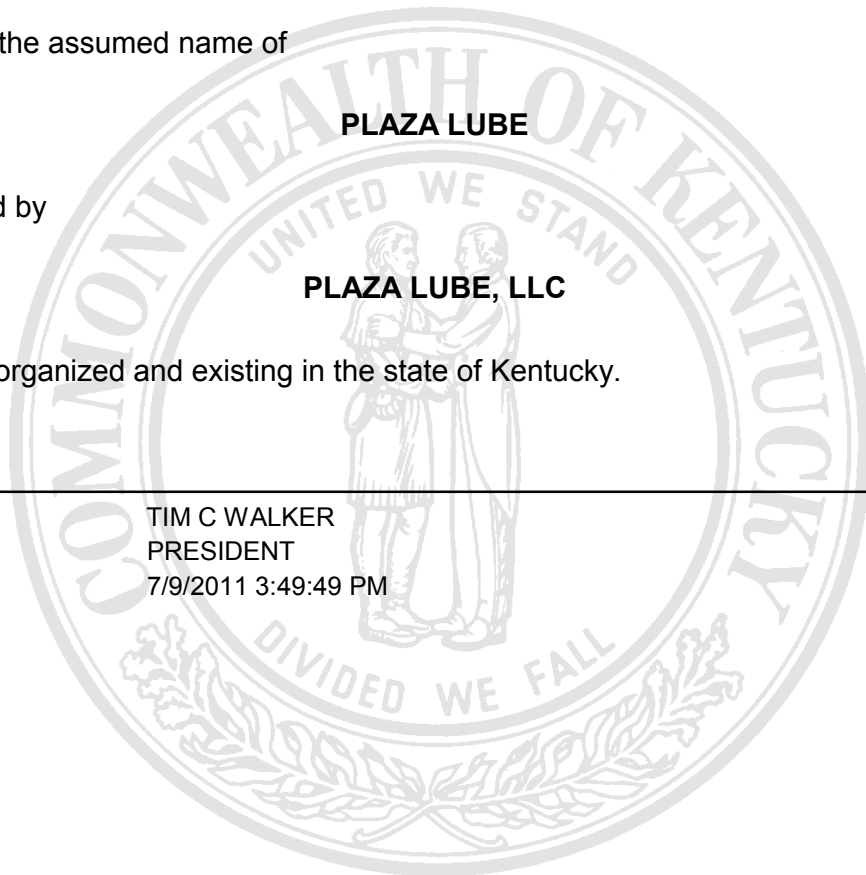 the assumed name of
PLAZA LUBE
d by
PLAZA LUBE, LLC
organized and existing in the state of Kentucky.
TIM C WALKER
PRESIDENT
7/9/2011 3:49:49 PM
COMMONWEALTH OF KENTUCKY
UNITED WE STAND
DIVIDED WE FALL